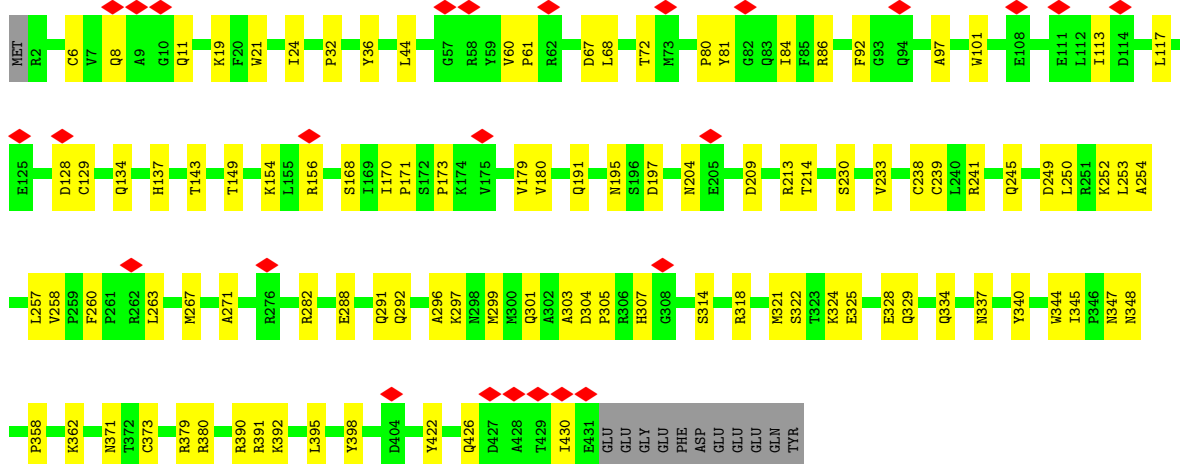 MET R2 C6 V7 Q8 A9 G10 Q11 K19 F20 W21 I24 P32 Y36 L44 G57 R58 Y59 V60 P61 R62 D67 L68 T72 M73 P80 Y81 G82 Q83 I84 F85 R86 F92 G93 Q94 A97 W101 E108 E111 L112 I113 D114 L117
E125 D128 C129 Q134 H137 T143 T149 K154 L155 R156 S168 I169 I170 P171 S172 P173 K174 V175 V179 V180 Q191 N195 S196 D197 N204 E205 D209 R213 T214 S230 V233 C238 C239 L240 R241 Q245 D249 L250 R251 K252 L253 A254
L257 V258 P259 F260 P261 R262 L263 M267 A271 R276 R282 E288 Q291 Q292 A296 K297 N298 M299 M300 Q301 A302 A303 D304 P305 R306 H307 G308 S314 R318 M321 S322 T323 K324 E325 E328 Q329 Q334 N337 Y340 W344 I345 P346 N347 N348
P358 K362 N371 T372 C373 R379 R380 R390 R391 K392 L395 Y398 D404 Y422 Q426 D427 A428 T429 I430 E431 GLU GLU GLY GLU PHE ASP GLU GLU GLU GLN TYR